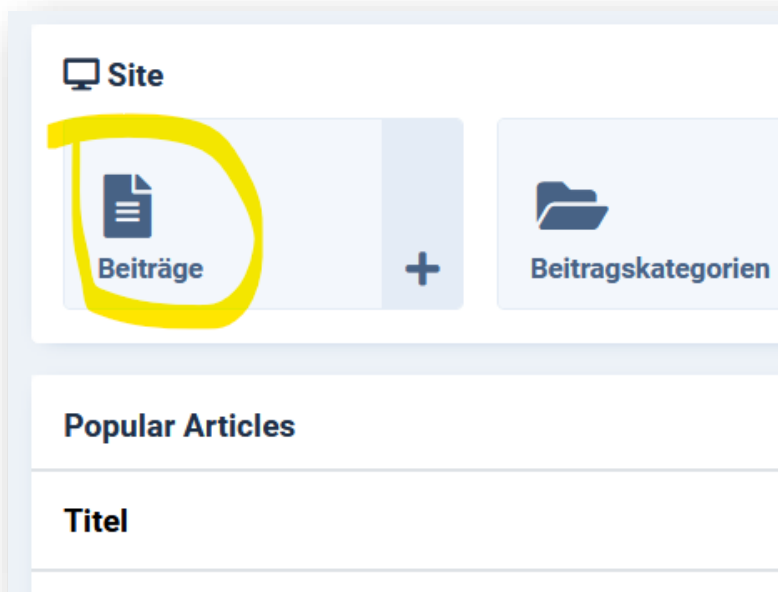 Site
Beiträge
Beitragskategorien
Popular Articles
Titel